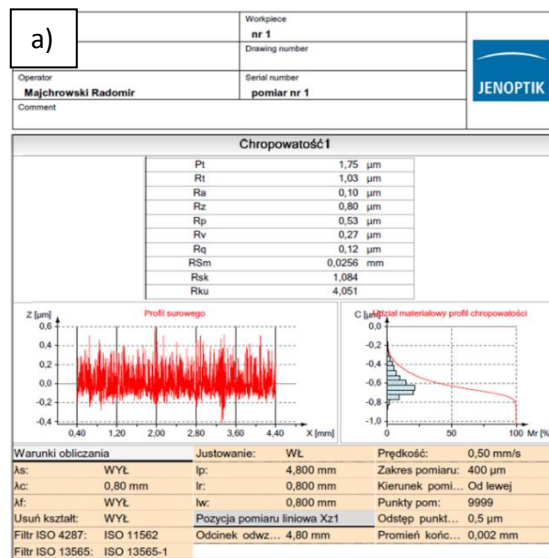 a)
Workpiece
nr 1
Drawing number
Operator
Majchrowski Radomir
Serial number
pomiar nr 1
JENOPTIK
Comment
Chropowatość1
Pt 1,75 µm
Rt 1,03 µm
Ra 0,10 µm
Rz 0,80 µm
Rp 0,53 µm
Rv 0,27 µm
Rq 0,12 µm
RSm 0,0256 mm
Rsk 1,084
Rku 4,051
Z [µm] Profil surowego
0,6
0,4
0,2
0,0
-0,2
-0,4
0,40 1,20 2,00 2,80 3,60 4,40 X [mm]
C [µm] Udział materiałowy profil chropowatości
0,0
-0,2
-0,4
-0,6
-0,8
-1,0
0 50 100 Mr [%
Warunki obliczania Justowanie: WŁ Prędkość: 0,50 mm/s
λs: WYŁ lp: 4,800 mm Zakres pomiaru: 400 µm
λc: 0,80 mm lr: 0,800 mm Kierunek pomi... Od lewej
λf: WYŁ lw: 0,800 mm Punkty pom: 9999
Usuń kształt: WYŁ Pozycja pomiaru liniowa Xz1 Odstęp punkt... 0,5 µm
Filtr ISO 4287: ISO 11562 Odcinek odwz... 4,80 mm Promień końc... 0,002 mm
Filtr ISO 13565: ISO 13565-1